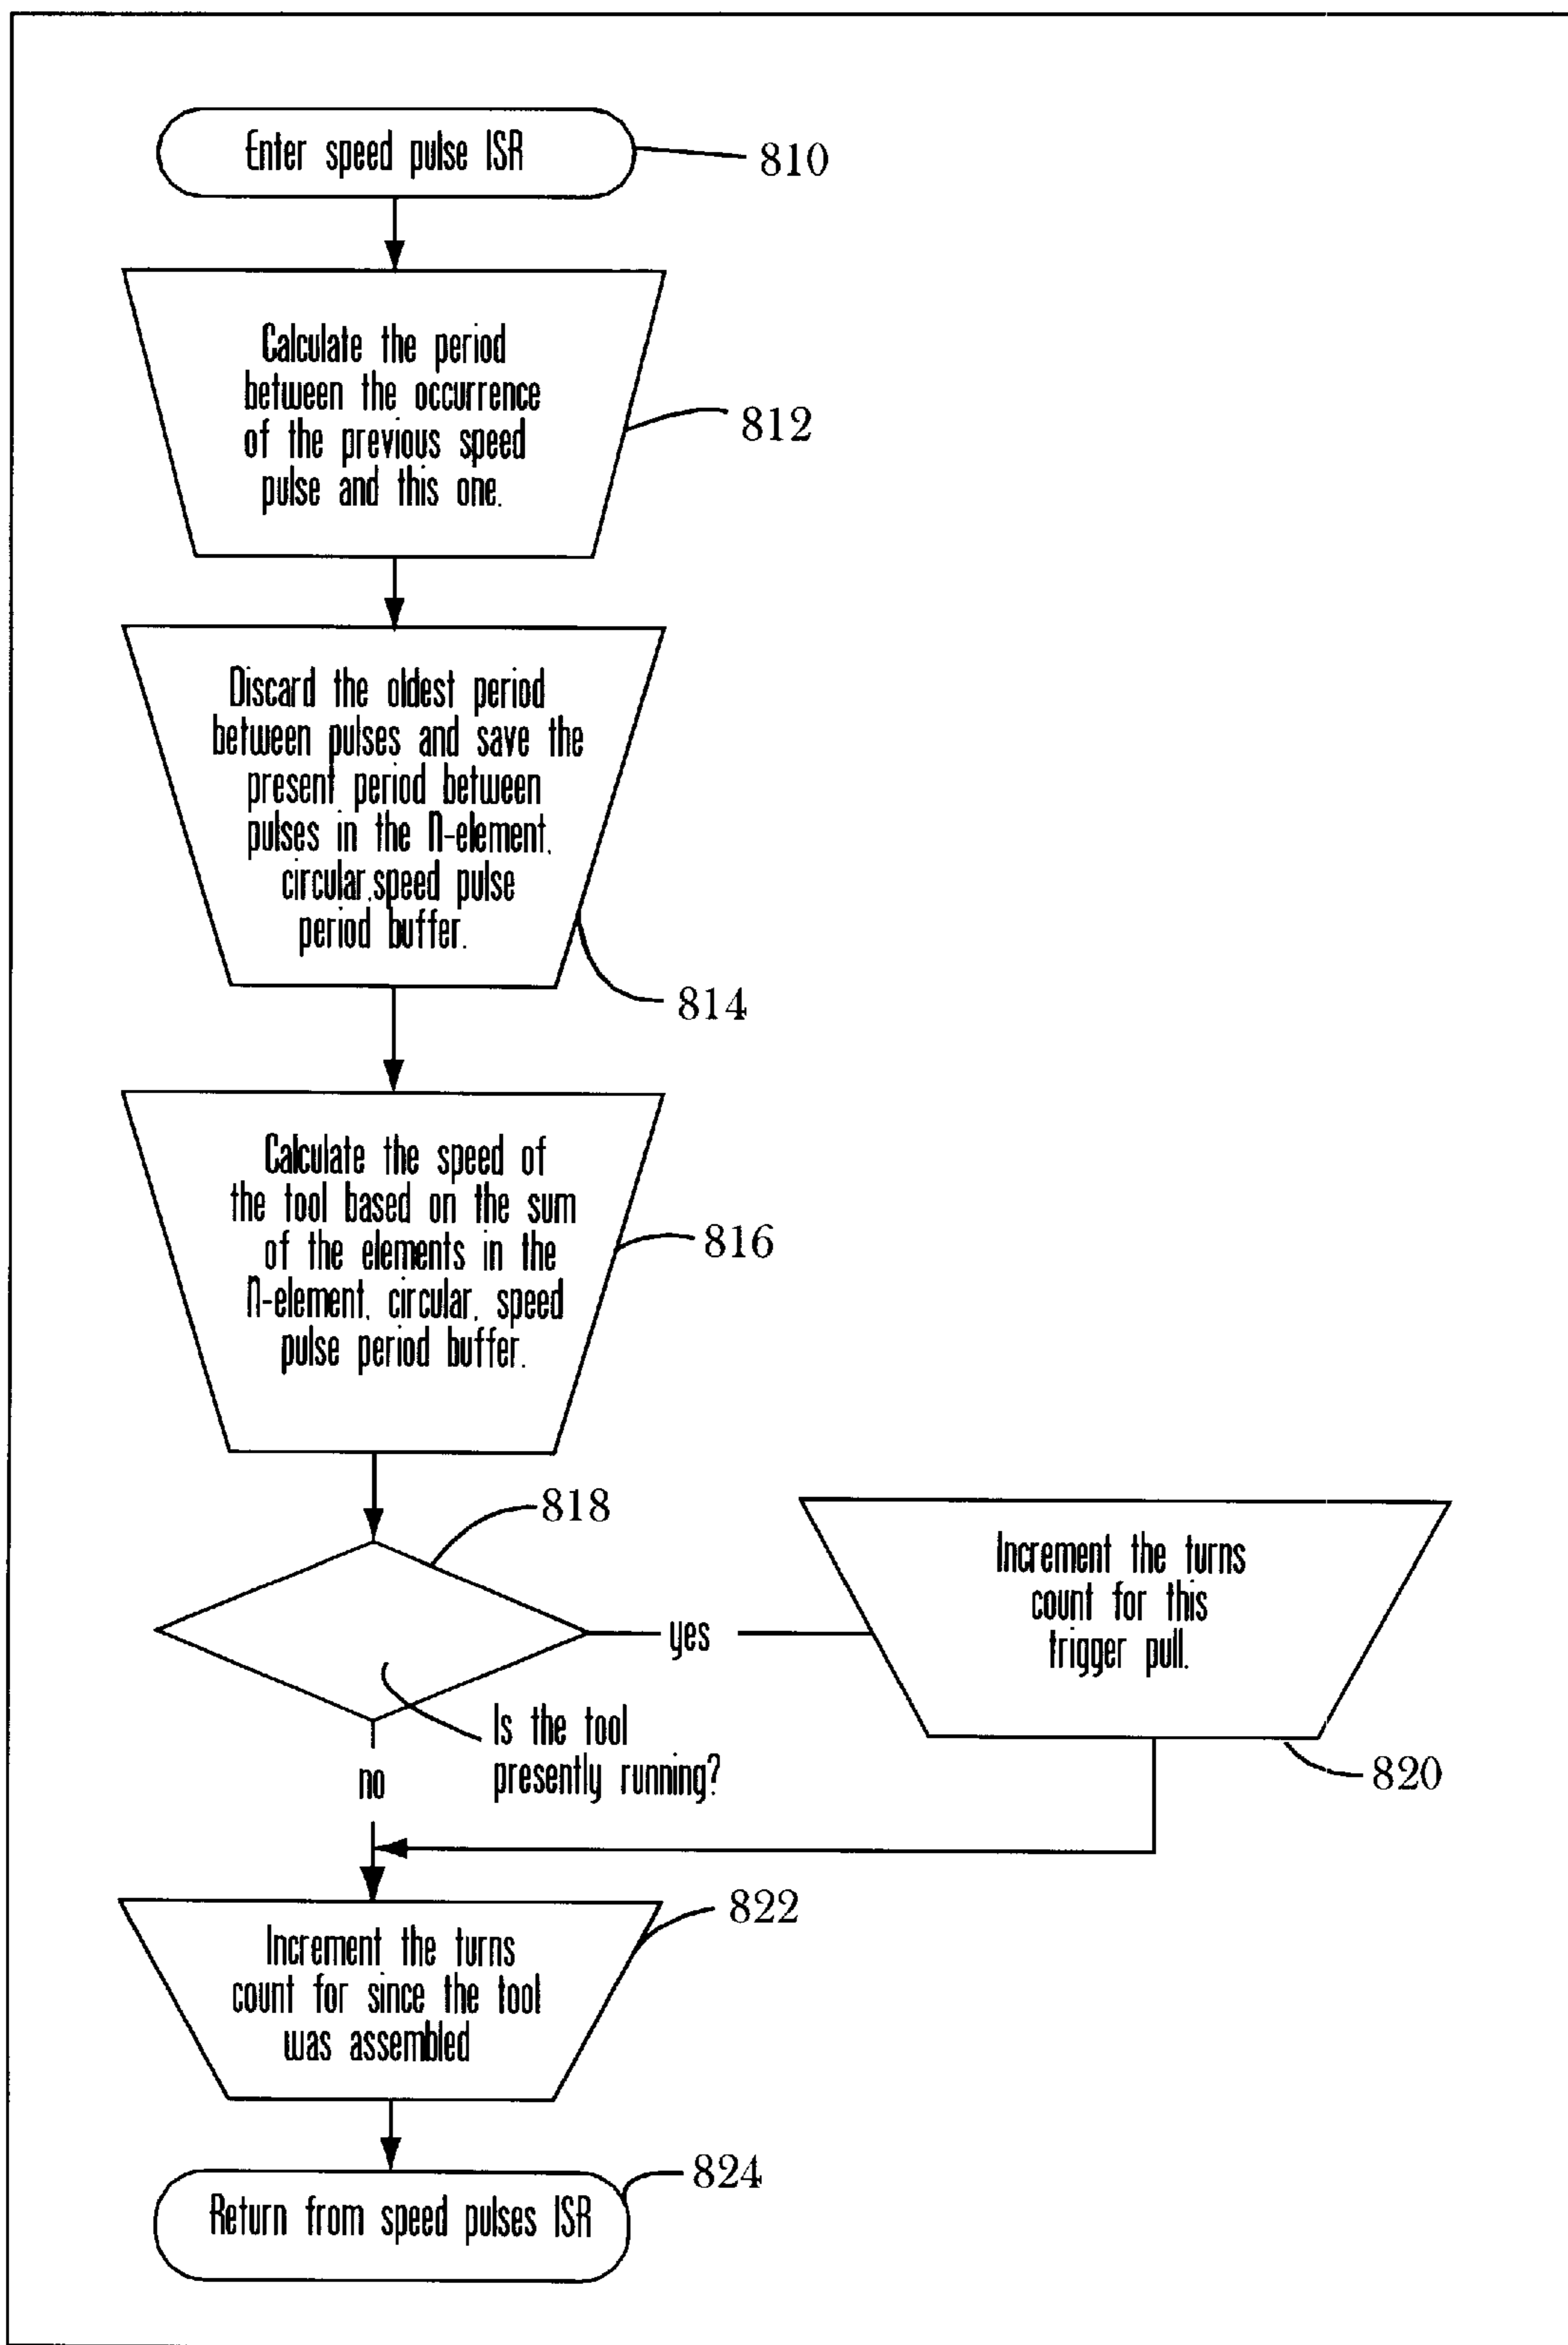 Enter speed pulse ISR
810
Calculate the period
between the occurrence
of the previous speed
pulse and this one.
812
Discard the oldest period
between pulses and save the
present period between
pulses in the N-element,
circular,speed pulse
period buffer.
814
Calculate the speed of
the tool based on the sum
of the elements in the
N-element, circular, speed
pulse period buffer.
816
818
yes
Is the tool
presently running?
no
Increment the turns
count for this
trigger pull.
820
Increment the turns
count for since the tool
was assembled
822
Return from speed pulses ISR
824